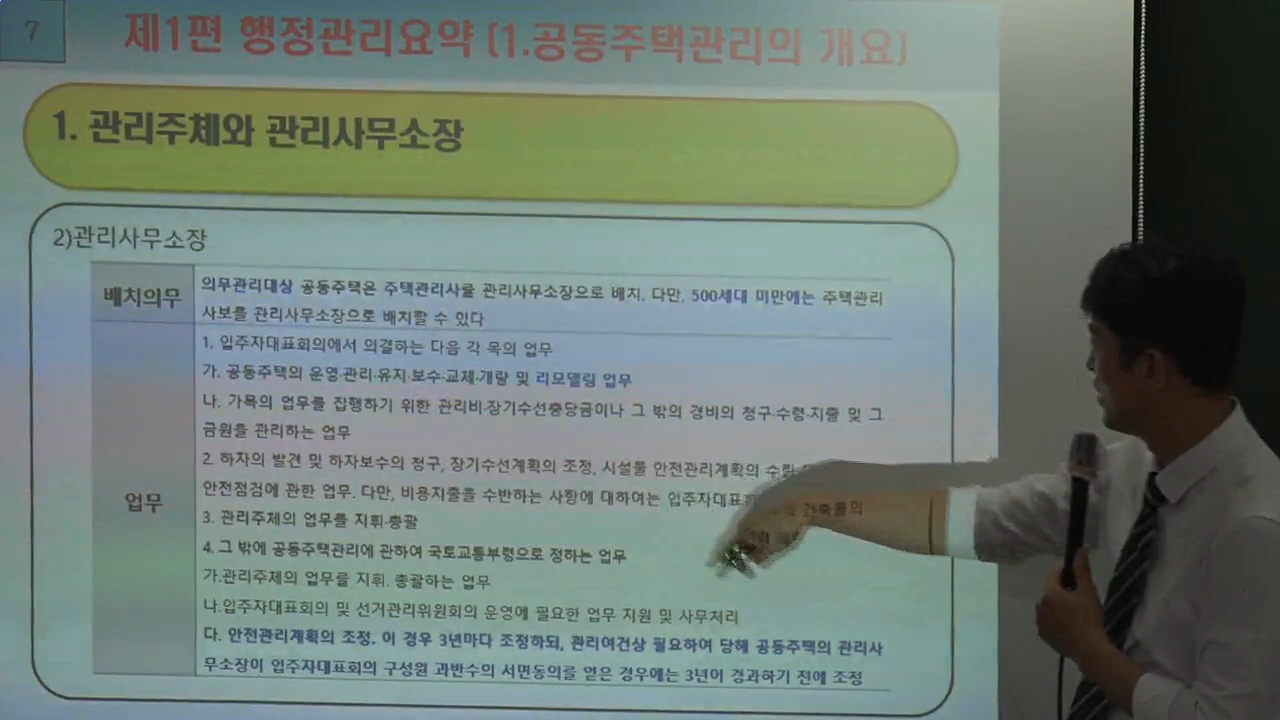 7
제1편 행정관리요약 [1.공동주택관리의 개요]
1. 관리주체와 관리사무소장
2)관리사무소장
배치의무
의무관리대상 공동주택은 주택관리사를 관리사무소장으로 배치. 다만, 500세대 미만에는 주택관리
사보를 관리사무소장으로 배치할 수 있다
업무
1. 입주자대표회의에서 의결하는 다음 각 목의 업무
가. 공동주택의 운영·관리·유지·보수·교체·개량 및 리모델링 업무
나. 가목의 업무를 집행하기 위한 관리비·장기수선충당금이나 그 밖의 경비의 청구·수령·지출 및 그
금원을 관리하는 업무
2. 하자의 발견 및 하자보수의 청구, 장기수선계획의 조정, 시설물 안전관리계획의 수립
건축물의
안전점검에 관한 업무. 다만, 비용지출을 수반하는 사항에 대하여는 입주자대표
3. 관리주체의 업무를 지휘·총괄
4. 그 밖에 공동주택관리에 관하여 국토교통부령으로 정하는 업무
가.관리주체의 업무를 지휘. 총괄하는 업무
나.입주자대표회의 및 선거관리위원회의 운영에 필요한 업무 지원 및 사무처리
다. 안전관리계획의 조정. 이 경우 3년마다 조정하되, 관리여건상 필요하여 당해 공동주택의 관리사
무소장이 입주자대표회의 구성원 과반수의 서면동의를 얻은 경우에는 3년이 경과하기 전에 조정